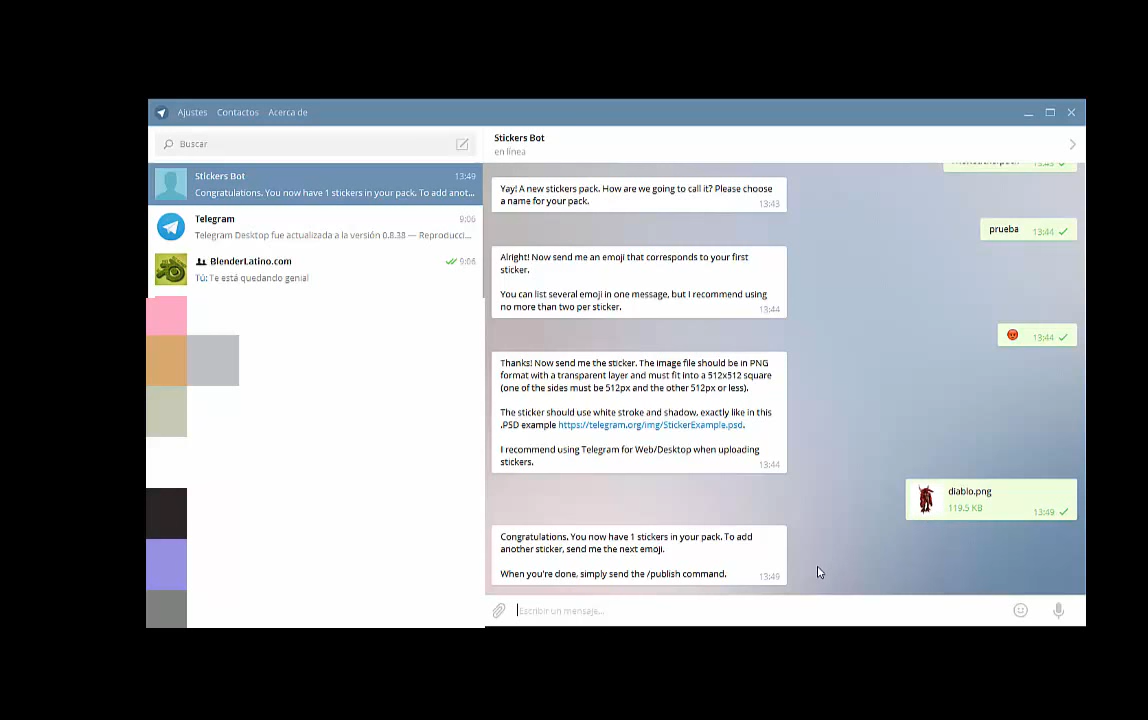 Ajustes Contactos Acerca de
Buscar
Stickers Bot 13:49
Congratulations. You now have 1 stickers in your pack. To add anot...
Telegram 9:06
Telegram Desktop fue actualizada a la versión 0.8.38 — Reproducci...
BlenderLatino.com 9:06
Tú: Te está quedando genial
Stickers Bot
en línea
13:43
Yay! A new stickers pack. How are we going to call it? Please choose
a name for your pack.
13:43
prueba 13:44
Alright! Now send me an emoji that corresponds to your first
sticker.
You can list several emoji in one message, but I recommend using
no more than two per sticker.
13:44
13:44
Thanks! Now send me the sticker. The image file should be in PNG
format with a transparent layer and must fit into a 512x512 square
(one of the sides must be 512px and the other 512px or less).
The sticker should use white stroke and shadow, exactly like in this
.PSD example https://telegram.org/img/StickerExample.psd.
I recommend using Telegram for Web/Desktop when uploading
stickers.
13:44
diablo.png
119.5 KB
13:49
Congratulations. You now have 1 stickers in your pack. To add
another sticker, send me the next emoji.
When you're done, simply send the /publish command.
13:49
Escribir un mensaje...